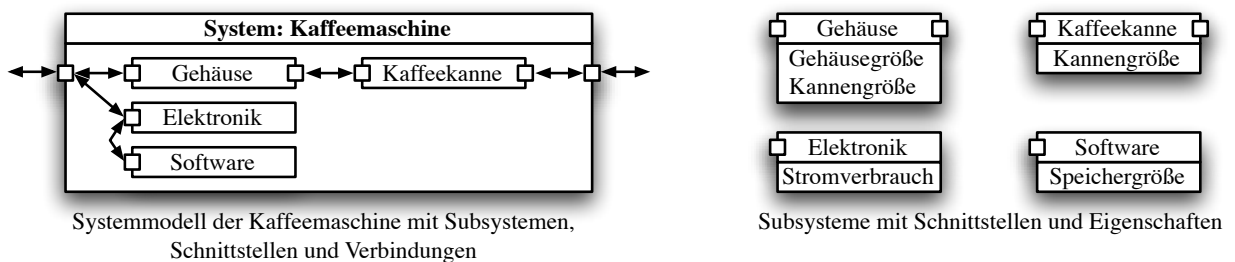 System: Kaffeemaschine
Gehäuse
Kaffeekanne
Elektronik
Software
Systemmodell der Kaffeemaschine mit Subsystemen,
Schnittstellen und Verbindungen
Gehäuse
Gehäusegröße
Kannengröße
Kaffeekanne
Kannengröße
Elektronik
Stromverbrauch
Software
Speichergröße
Subsysteme mit Schnittstellen und Eigenschaften